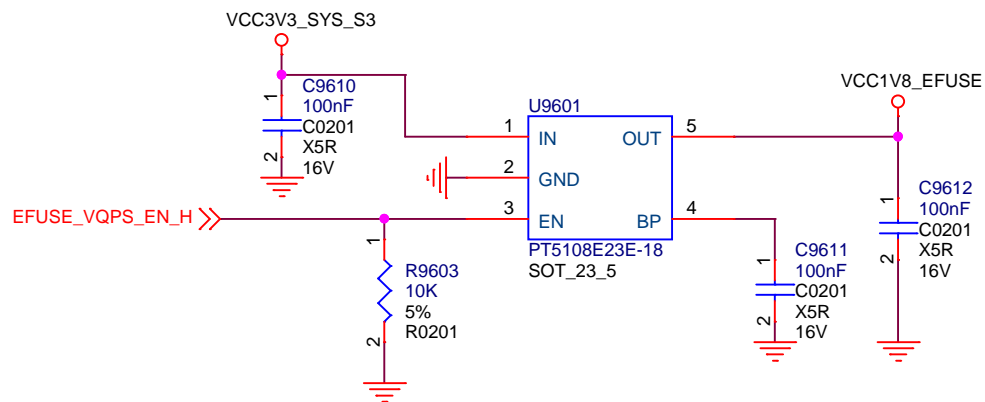 VCC3V3_SYS_S3
1
C9610
100nF
C0201
X5R
16V
2
U9601
VCC1V8_EFUSE
1 IN OUT 5
2 GND
EFUSE_VQPS_EN_H 3 EN BP 4
PT5108E23E-18
SOT_23_5
1
R9603
10K
5%
R0201
2
1
C9611
100nF
C0201
X5R
16V
2
1
C9612
100nF
C0201
X5R
16V
2